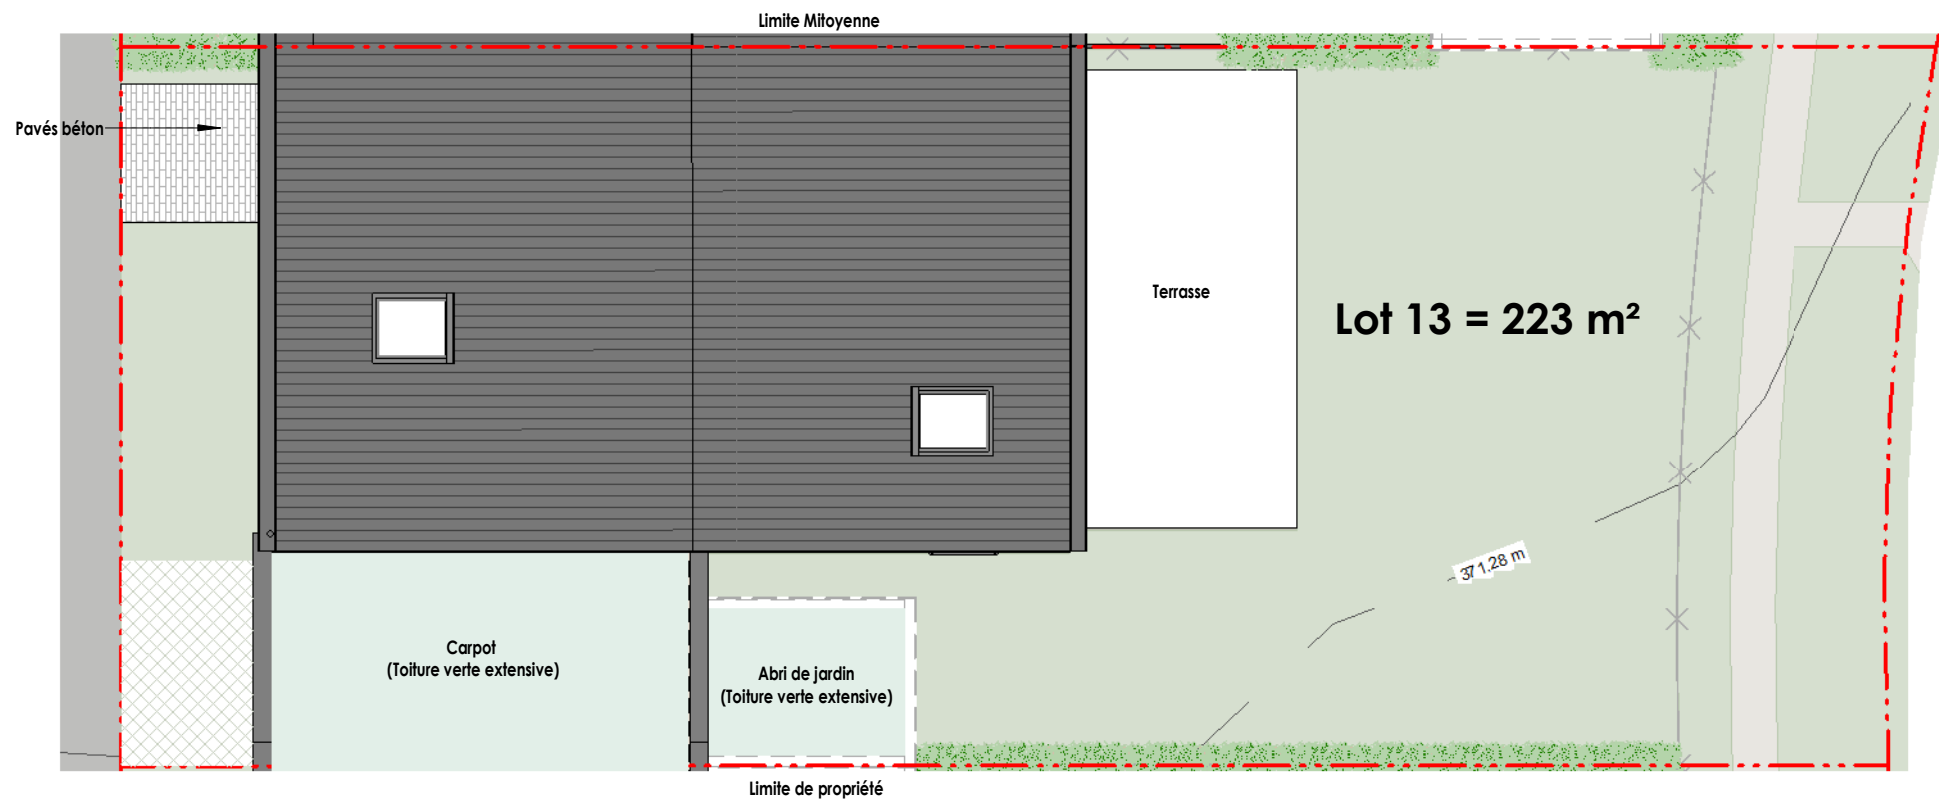 Limite Mitoyenne
Pavés béton
Terrasse
Lot 13 = 223 m²
371.28 m
Carpot
(Toiture verte extensive)
Abri de jardin
(Toiture verte extensive)
Limite de propriété